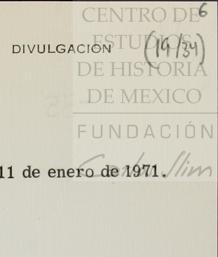 6
CENTRO DE
ESTUDIOS
DIVULGACION
(19/34)
DE HISTORIA
DE MEXICO
FUNDACIÓN
Carlos Slim
11 de enero de 1971.